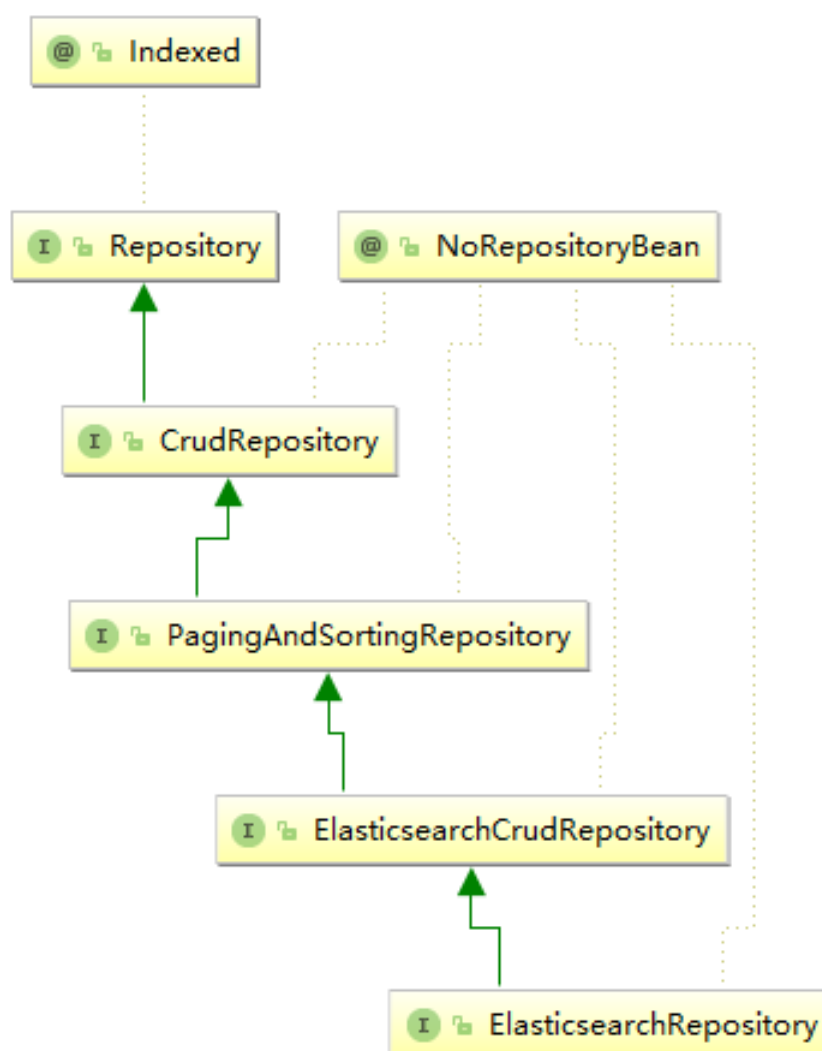 @ Indexed
I Repository
@ NoRepositoryBean
I CrudRepository
I PagingAndSortingRepository
I ElasticsearchCrudRepository
I ElasticsearchRepository